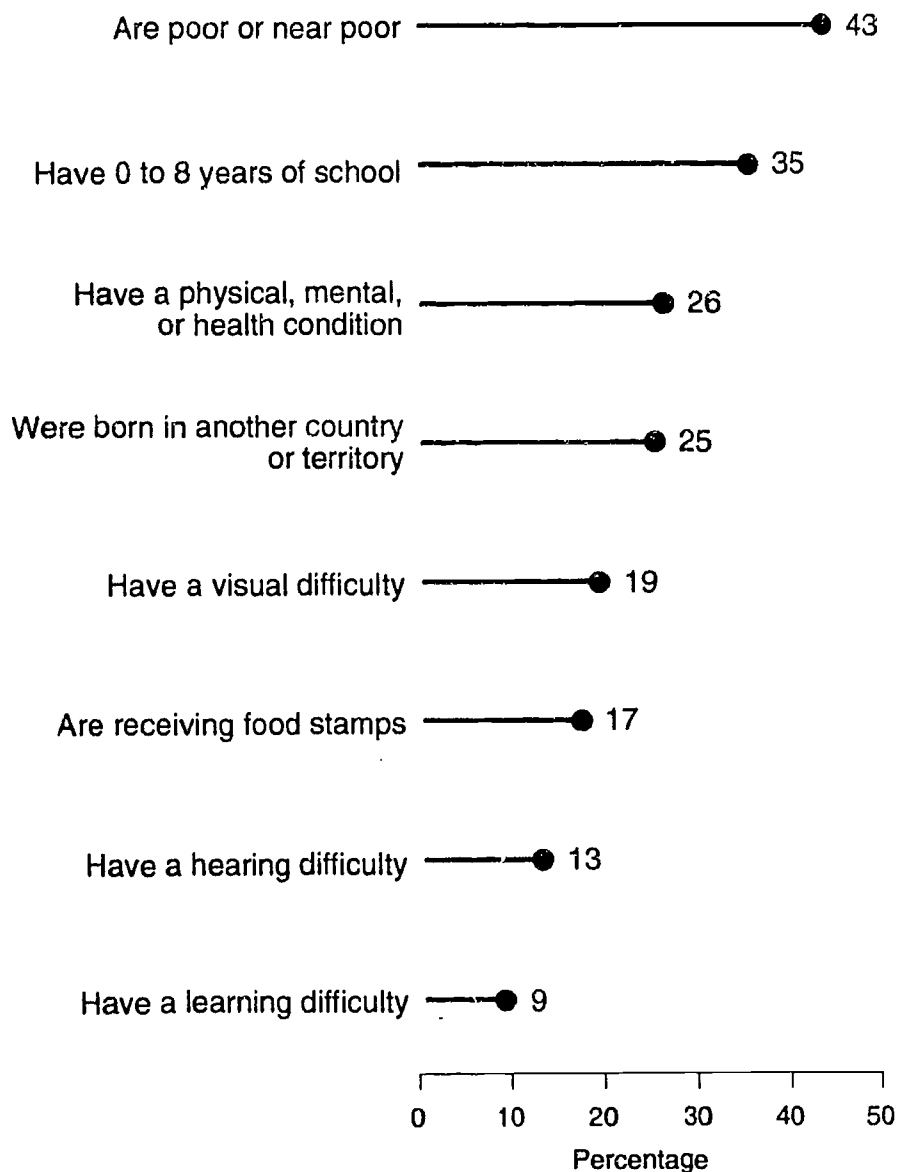 Are poor or near poor 43
Have 0 to 8 years of school 35
Have a physical, mental,
or health condition 26
Were born in another country
or territory 25
Have a visual difficulty 19
Are receiving food stamps 17
Have a hearing difficulty 13
Have a learning difficulty 9
0 10 20 30 40 50
Percentage